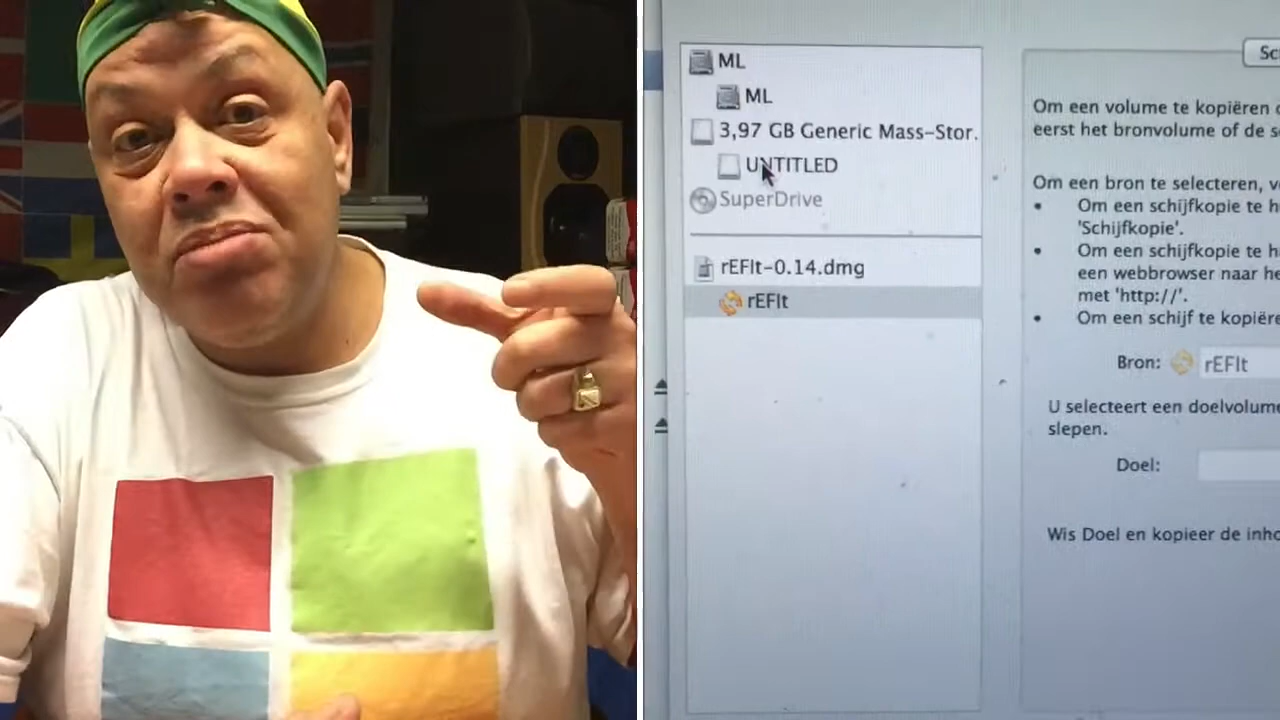 ML
ML
3,97 GB Generic Mass-Stor.
UNTITLED
SuperDrive
rEFIt-0.14.dmg
rEFIt
Om een volume te kopiëren
eerst het bronvolume of de
Om een bron te selecteren,
• Om een schijfkopie te
'Schijfkopie'.
• Om een schijfkopie te
een webbrowser naar
met 'http://'.
• Om een schijf te
Bron: rEFIt
U selecteert een
slepen.
Doel:
Wis Doel en kopieer de